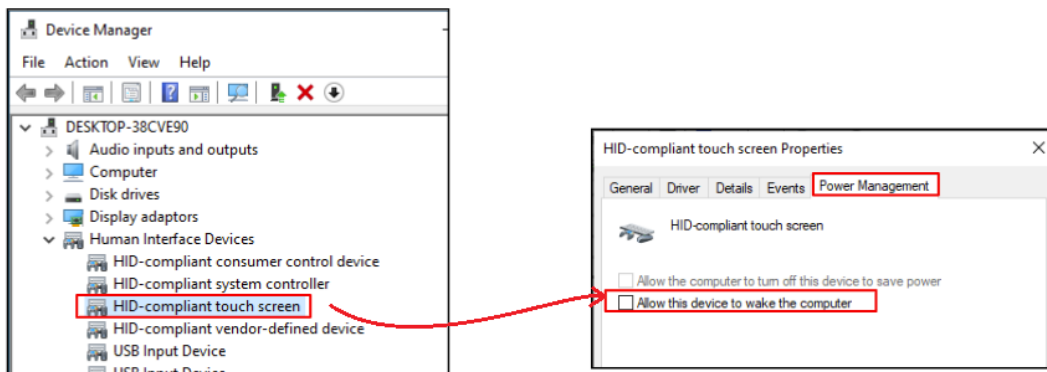 Device Manager
File Action View Help
DESKTOP-38CVE90
Audio inputs and outputs
Computer
Disk drives
Display adaptors
Human Interface Devices
HID-compliant consumer control device
HID-compliant system controller
HID-compliant touch screen
HID-compliant vendor-defined device
USB Input Device
USB Input Device
HID-compliant touch screen Properties
General Driver Details Events Power Management
HID-compliant touch screen
Allow the computer to turn off this device to save power
Allow this device to wake the computer